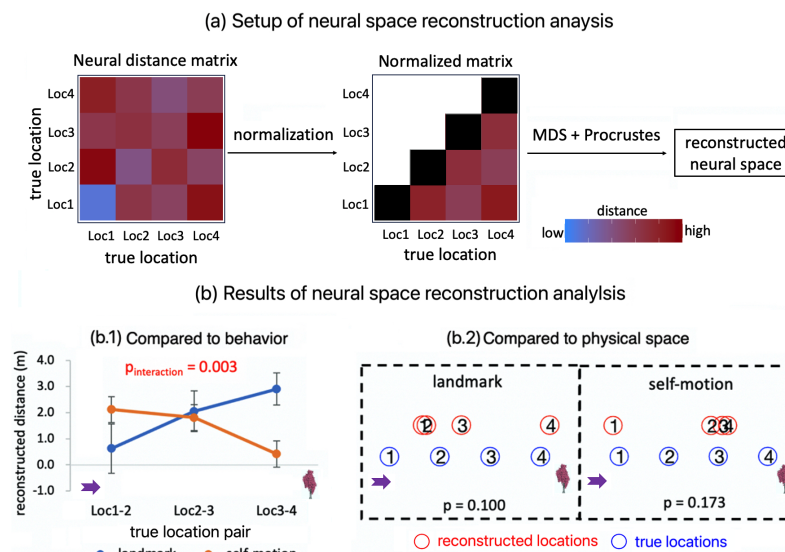 (a) Setup of neural space reconstruction anaysis
Neural distance matrix
Normalized matrix
true location
Loc4
Loc3
Loc2
Loc1
Loc1 Loc2 Loc3 Loc4
true location
normalization
true location
Loc4
Loc3
Loc2
Loc1
Loc1 Loc2 Loc3 Loc4
true location
MDS + Procrustes
reconstructed
neural space
distance
low
high
(b) Results of neural space reconstruction analylsis
(b.1) Compared to behavior
reconstructed distance (m)
4.0
3.0
2.0
1.0
0.0
-1.0
pinteraction = 0.003
Loc1-2 Loc2-3 Loc3-4
true location pair
landmark self-motion
(b.2) Compared to physical space
landmark
1 2 3 4
1 2 3 4
p = 0.100
self-motion
1 2 3 4
1 2 3 4
p = 0.173
reconstructed locations true locations